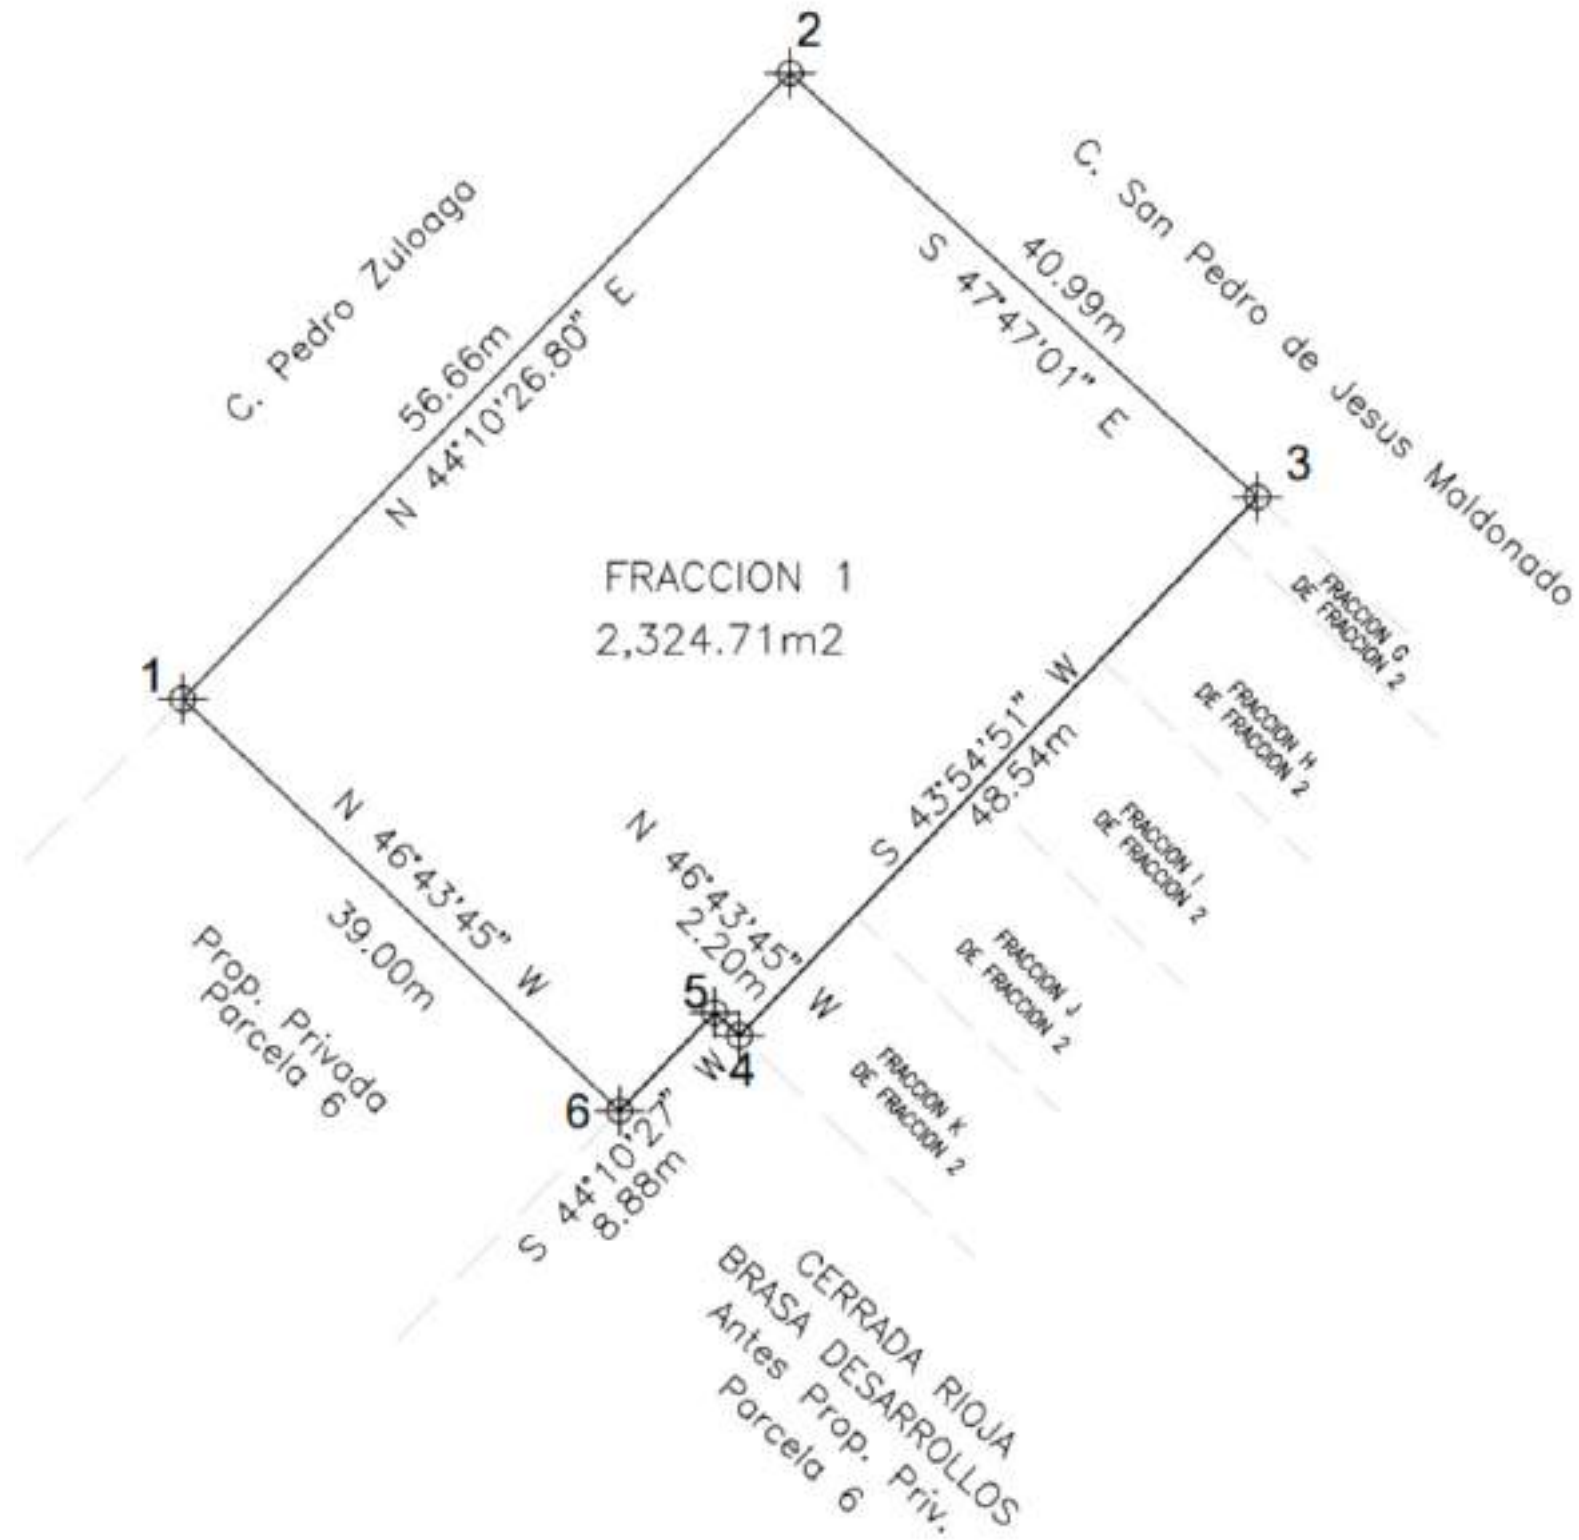 2
C. Pedro Zuloaga
56.66m
N 44°10'26.80" E
C. San Pedro de Jesus Maldonado
40.99m
S 47°47'01" E
3
FRACCION 1
2,324.71m2
1
FRACCION G
DE FRACCION 2
FRACCION H
DE FRACCION 2
FRACCION I
DE FRACCION 2
FRACCION J
DE FRACCION 2
FRACCION K
DE FRACCION 2
S 43°54'51" W
48.54m
N 46°43'45" W
2.20m
N 46°43'45" W
39.00m
Prop. Privada
Parcela 6
5
4
6
S 44°10'27" W
8.88m
CERRADA RIOJA
BRASA DESARROLLOS
Antes Prop. Priv.
Parcela 6